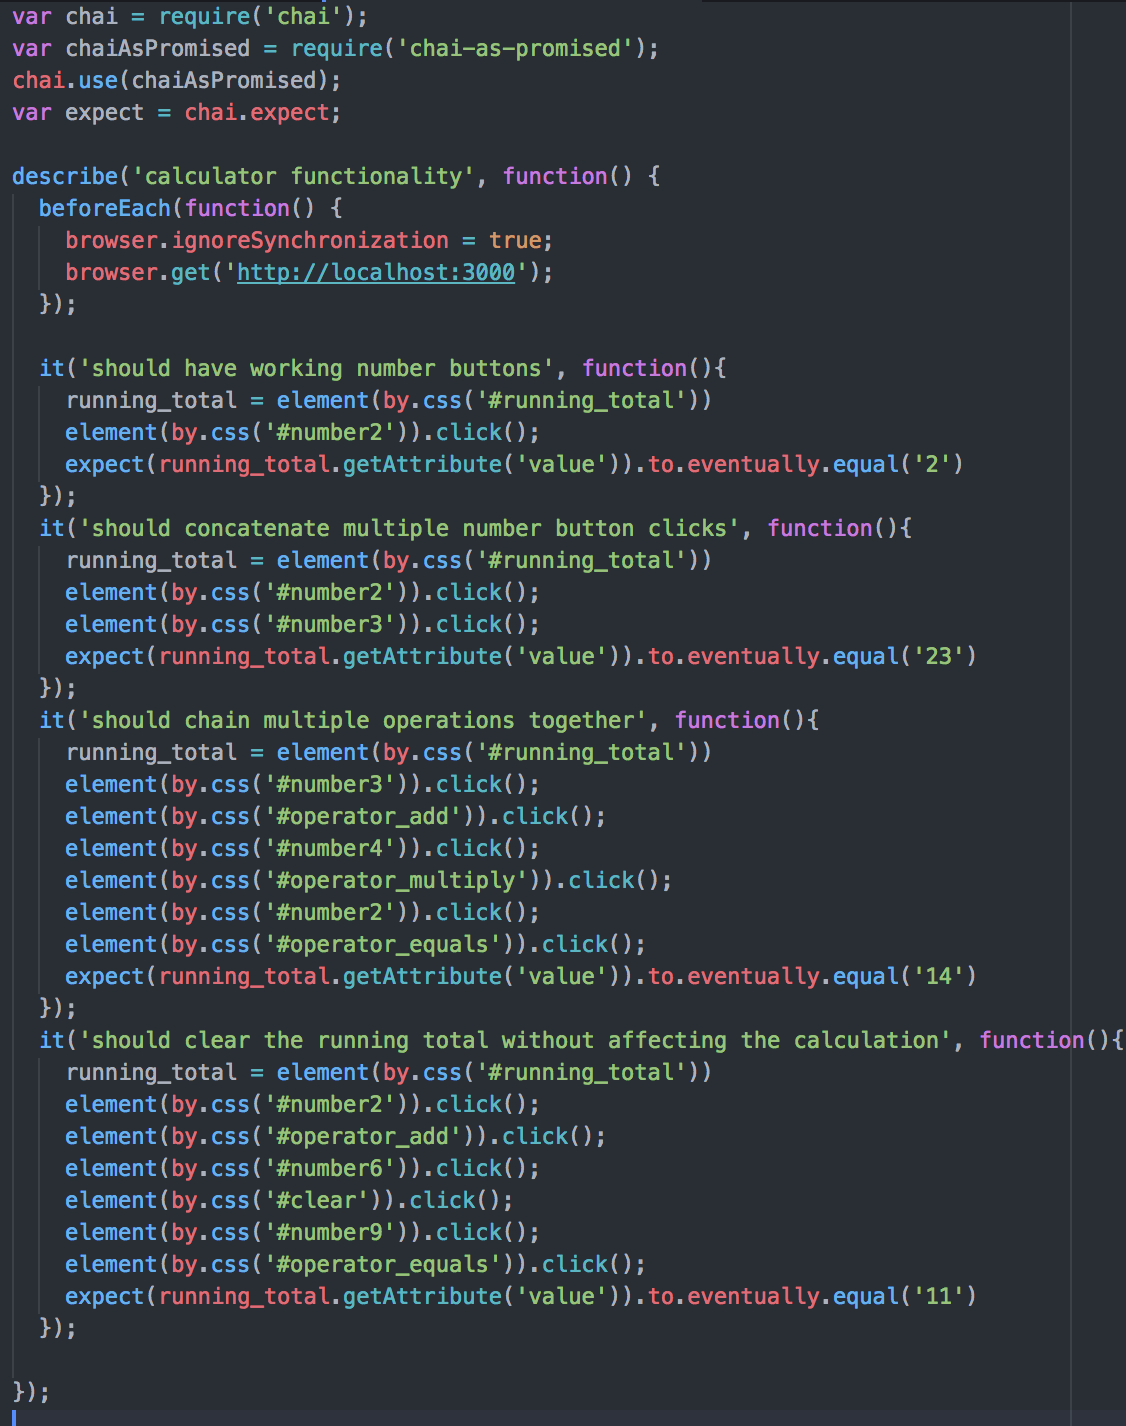 var chai = require('chai');
var chaiAsPromised = require('chai-as-promised');
chai.use(chaiAsPromised);
var expect = chai.expect;

describe('calculator functionality', function() {
  beforeEach(function() {
    browser.ignoreSynchronization = true;
    browser.get('http://localhost:3000');
  });

  it('should have working number buttons', function(){
    running_total = element(by.css('#running_total'))
    element(by.css('#number2')).click();
    expect(running_total.getAttribute('value')).to.eventually.equal('2')
  });
  it('should concatenate multiple number button clicks', function(){
    running_total = element(by.css('#running_total'))
    element(by.css('#number2')).click();
    element(by.css('#number3')).click();
    expect(running_total.getAttribute('value')).to.eventually.equal('23')
  });
  it('should chain multiple operations together', function(){
    running_total = element(by.css('#running_total'))
    element(by.css('#number3')).click();
    element(by.css('#operator_add')).click();
    element(by.css('#number4')).click();
    element(by.css('#operator_multiply')).click();
    element(by.css('#number2')).click();
    element(by.css('#operator_equals')).click();
    expect(running_total.getAttribute('value')).to.eventually.equal('14')
  });
  it('should clear the running total without affecting the calculation', function(){
    running_total = element(by.css('#running_total'))
    element(by.css('#number2')).click();
    element(by.css('#operator_add')).click();
    element(by.css('#number6')).click();
    element(by.css('#clear')).click();
    element(by.css('#number9')).click();
    element(by.css('#operator_equals')).click();
    expect(running_total.getAttribute('value')).to.eventually.equal('11')
  });

});